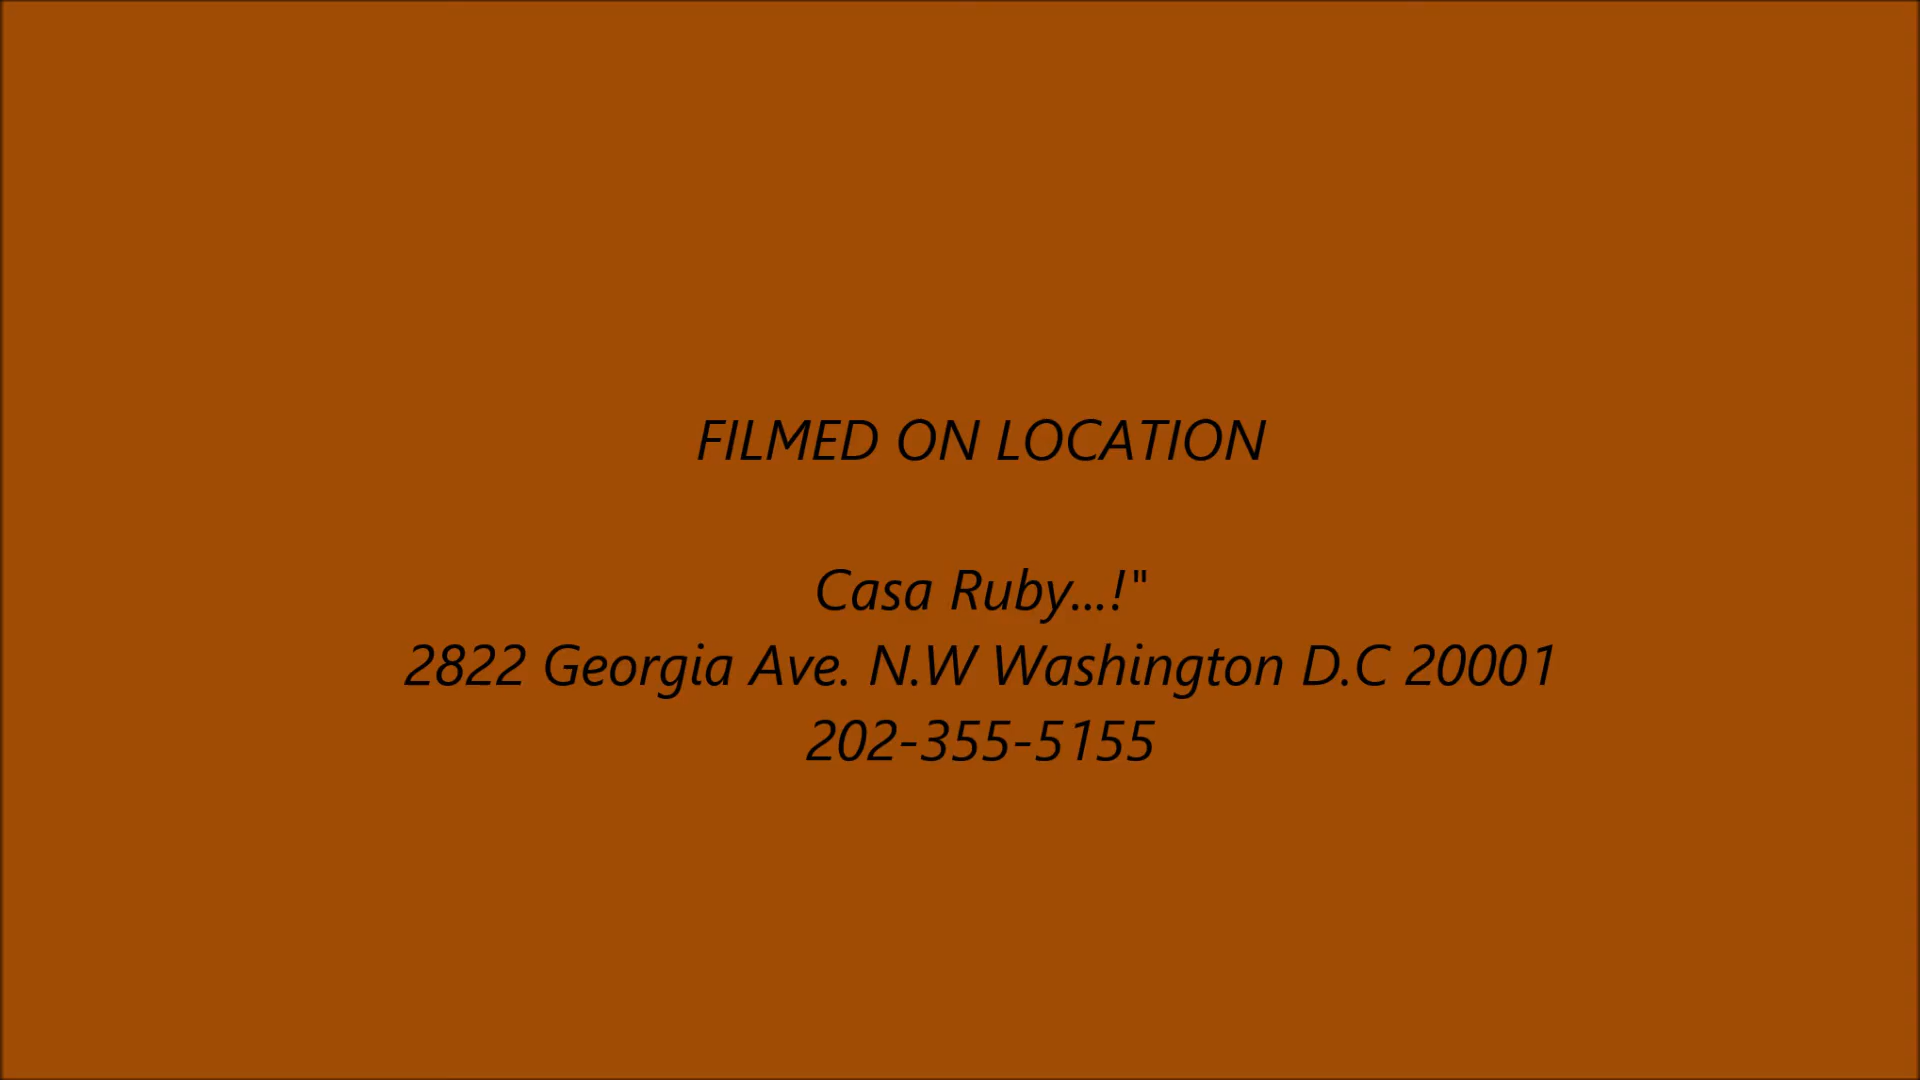 FILMED ON LOCATION
Casa Ruby...!"
2822 Georgia Ave. N.W Washington D.C 20001
202-355-5155